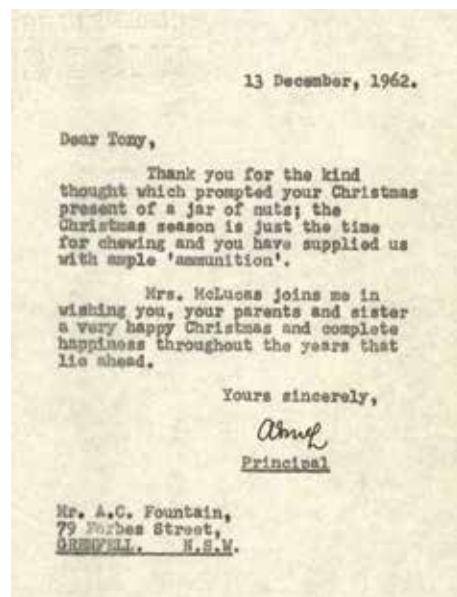 13 December, 1962.
Dear Tony,
Thank you for the kind
thought which prompted your Christmas
present of a jar of nuts; the
Christmas season is just the time
for chewing and you have supplied us
with ample 'ammunition'.
Mrs. McLucas joins me in
wishing you, your parents and sister
a very happy Christmas and complete
happiness throughout the years that
lie ahead.
Yours sincerely,
Principal
Mr. A.C. Fountain,
79 Forbes Street,
GRENFELL. N.S.W.